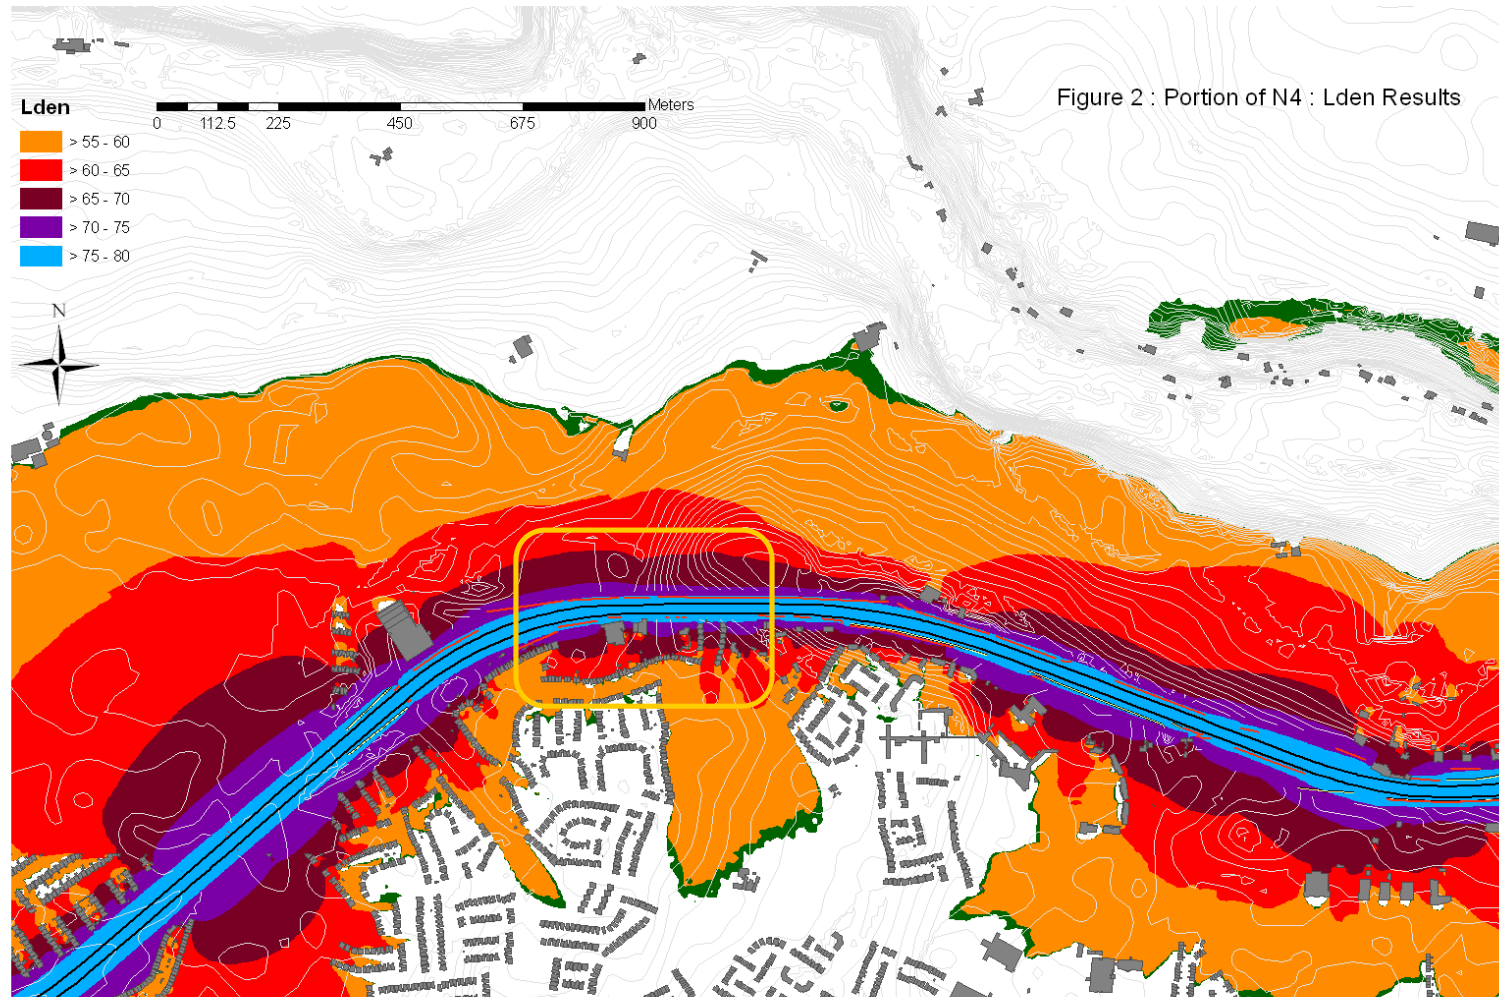 Figure 2 : Portion of N4 : Lden Results
Lden
Meters
0 112.5 225 450 675 900
> 55 - 60
> 60 - 65
> 65 - 70
> 70 - 75
> 75 - 80
N